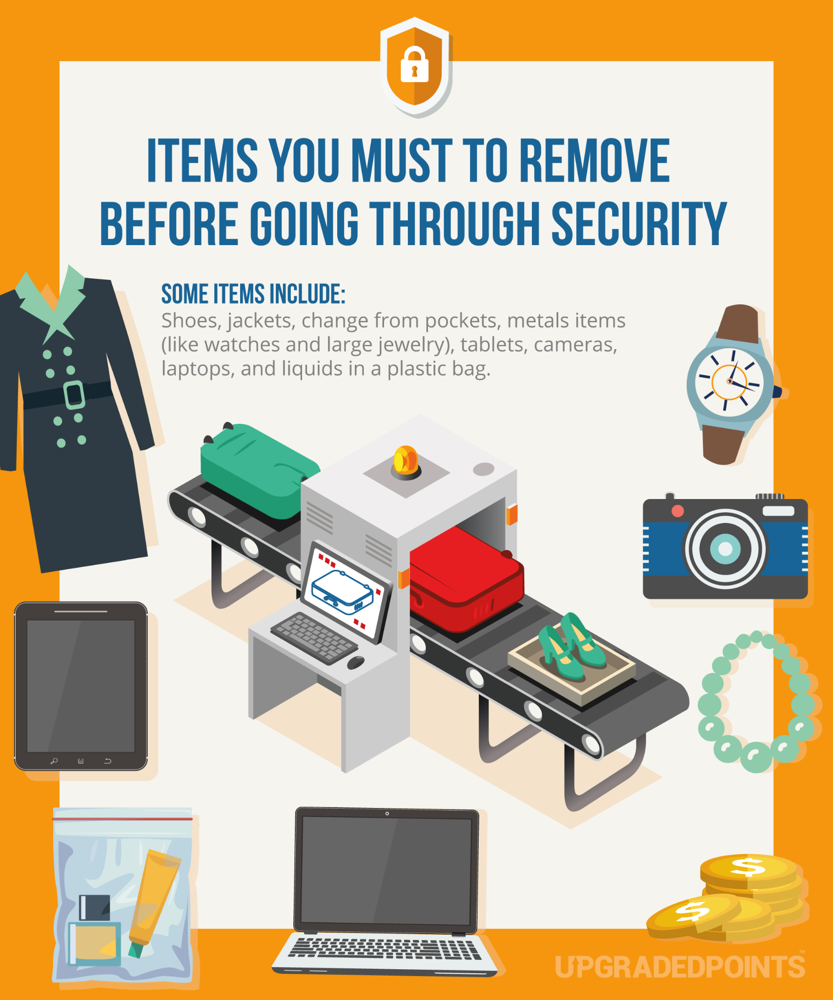 ITEMS YOU MUST TO REMOVE
BEFORE GOING THROUGH SECURITY
SOME ITEMS INCLUDE:
Shoes, jackets, change from pockets, metals items
(like watches and large jewelry), tablets, cameras,
laptops, and liquids in a plastic bag.
$
$
UPGRADEDPOINTS™